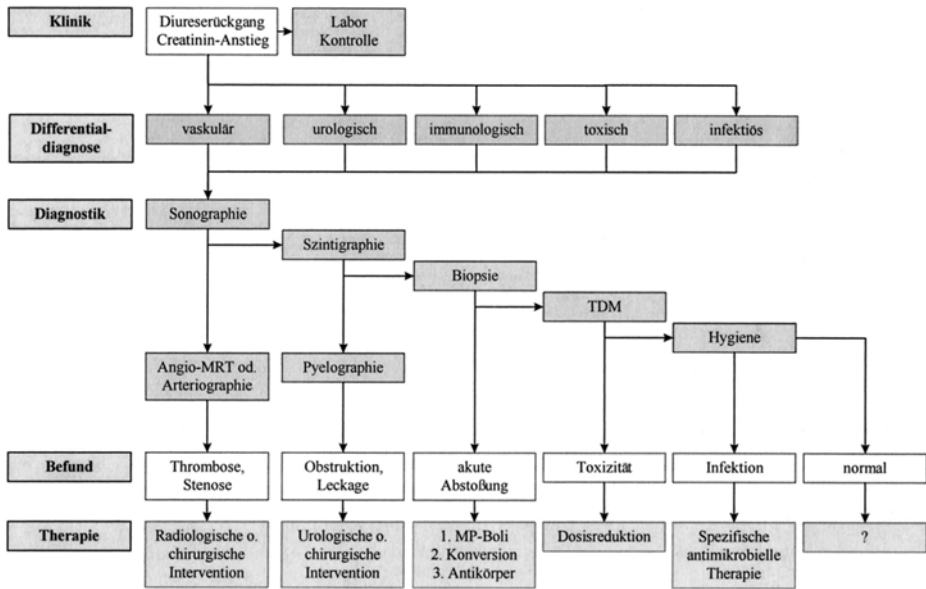 Klinik
Diureserückgang
Creatinin-Anstieg
Labor
Kontrolle
Differential-
diagnose
vaskulär
urologisch
immunologisch
toxisch
infektiös
Diagnostik
Sonographie
Szintigraphie
Biopsie
TDM
Hygiene
Angio-MRT od.
Arteriographie
Pyelographie
Befund
Thrombose,
Stenose
Obstruktion,
Leckage
akute
Abstoßung
Toxizität
Infektion
normal
Therapie
Radiologische o.
chirurgische
Intervention
Urologische o.
chirurgische
Intervention
1. MP-Boli
2. Konversion
3. Antikörper
Dosisreduktion
Spezifische
antimikrobielle
Therapie
?